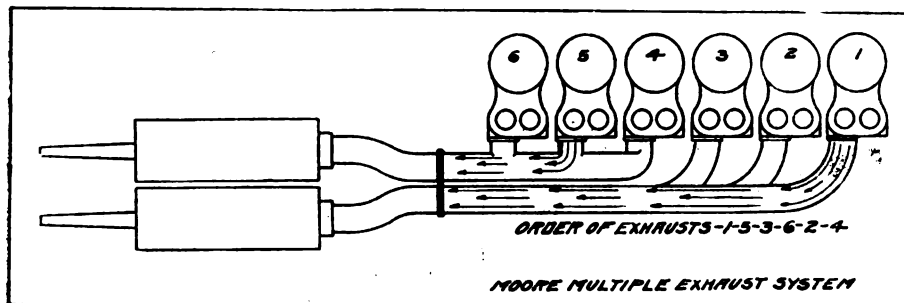 6 5 4 3 2 1
ORDER OF EXHAUSTS-1-5-3-6-2-4
MOORE MULTIPLE EXHAUST SYSTEM